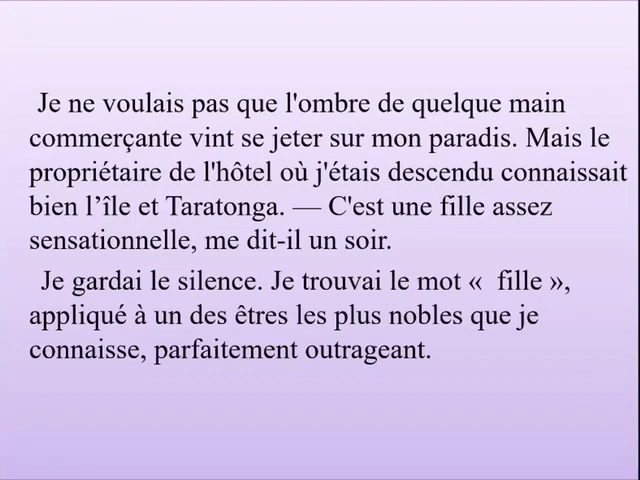 Je ne voulais pas que l'ombre de quelque main
commerçante vint se jeter sur mon paradis. Mais le
propriétaire de l'hôtel où j'étais descendu connaissait
bien l’île et Taratonga. — C'est une fille assez
sensationnelle, me dit-il un soir.
Je gardai le silence. Je trouvai le mot «  fille »,
appliqué à un des êtres les plus nobles que je
connaisse, parfaitement outrageant.